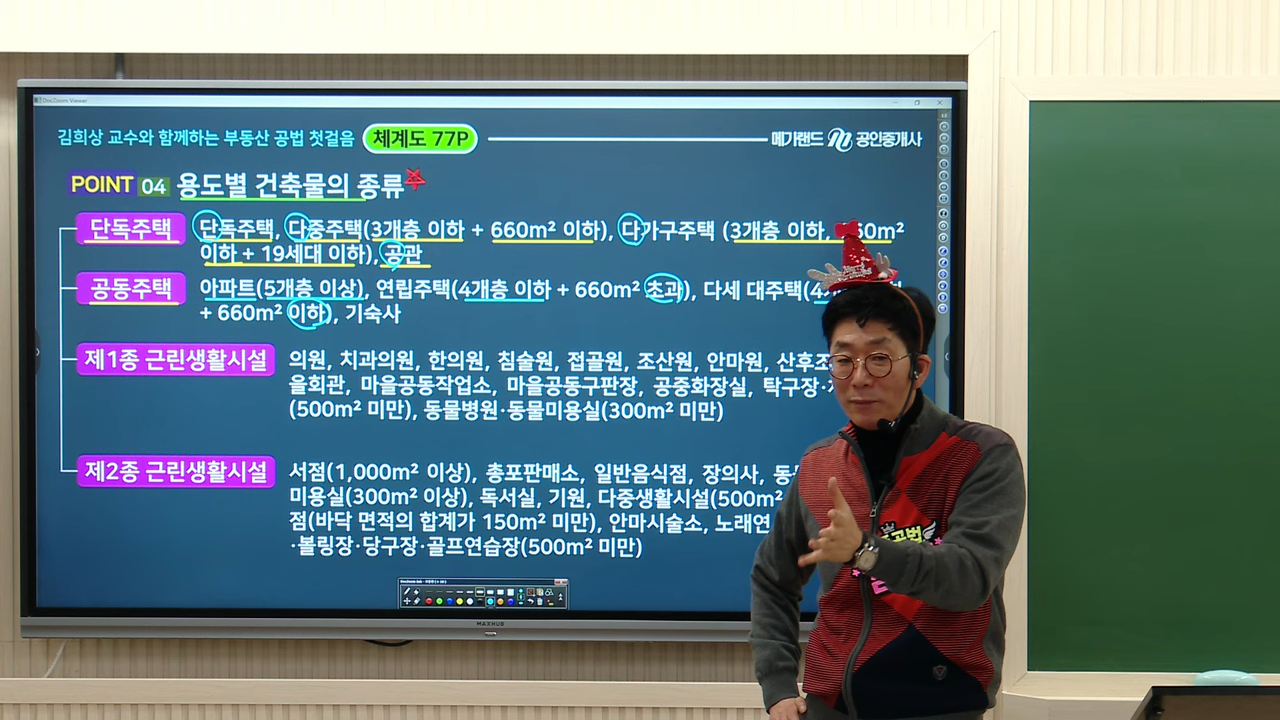 DocZoom Viewer
김희상 교수와 함께하는 부동산 공법 첫걸음 체계도 77P 메가랜드 공인중개사
POINT 04 용도별 건축물의 종류
단독주택 단독주택, 다중주택(3개층 이하 + 660m² 이하), 다가구주택 (3개층 이하, 60m²
이하 + 19세대 이하), 공관
공동주택 아파트(5개층 이상), 연립주택(4개층 이하 + 660m² 초과), 다세 대주택(4
+ 660m² 이하), 기숙사
제1종 근린생활시설 의원, 치과의원, 한의원, 침술원, 접골원, 조산원, 안마원, 산후조
을회관, 마을공동작업소, 마을공동구판장, 공중화장실, 탁구장·
(500m² 미만), 동물병원·동물미용실(300m² 미만)
제2종 근린생활시설 서점(1,000m² 이상), 총포판매소, 일반음식점, 장의사, 동
미용실(300m² 이상), 독서실, 기원, 다중생활시설(500m²
점(바닥 면적의 합계가 150m² 미만), 안마시술소, 노래연
·볼링장·당구장·골프연습장(500m² 미만)
MAXHUB
공법